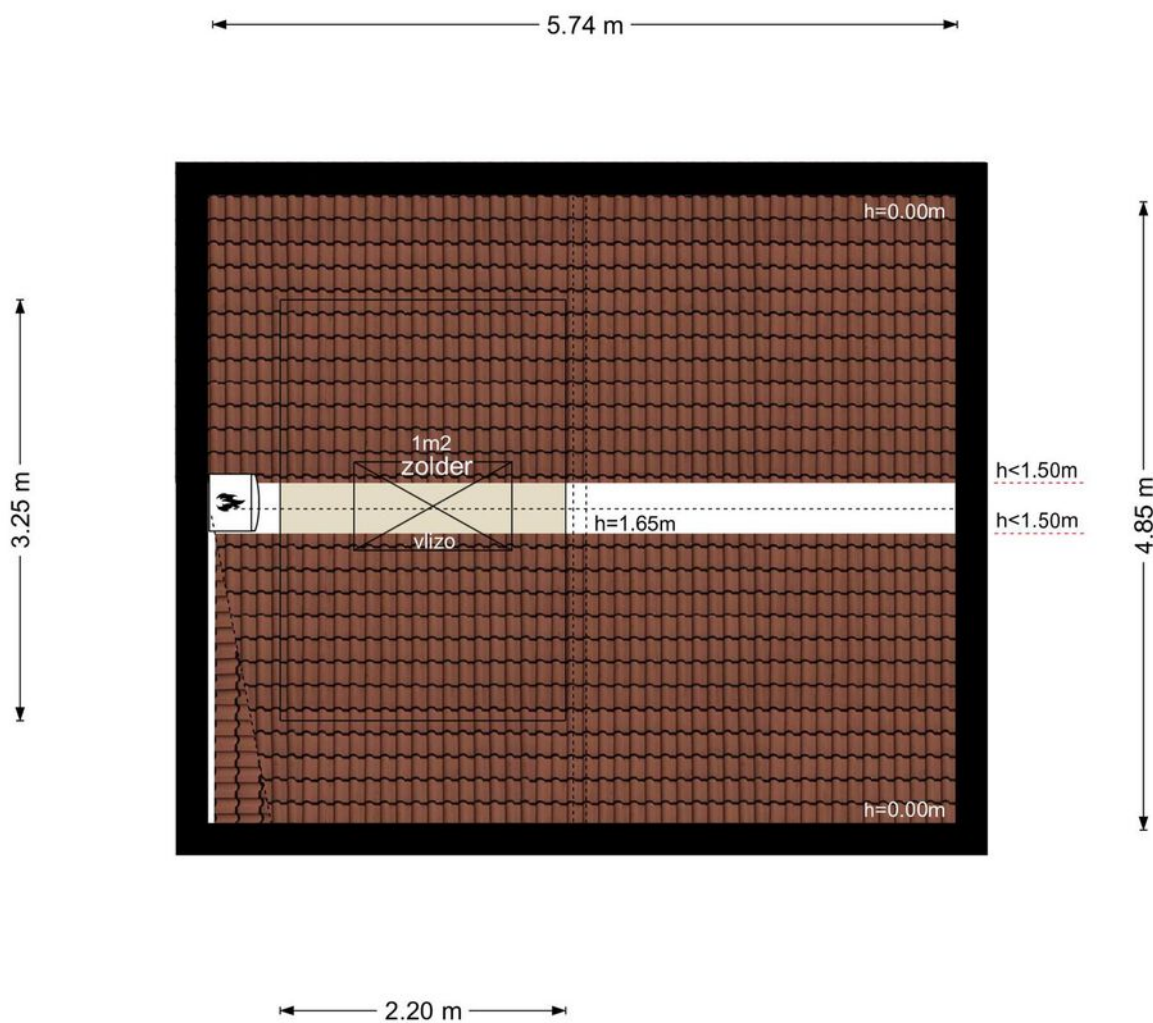 5.74 m
h=0.00m
3.25 m
1m2
zolder
vlizo
h=1.65m
h<1.50m
h<1.50m
4.85 m
h=0.00m
2.20 m